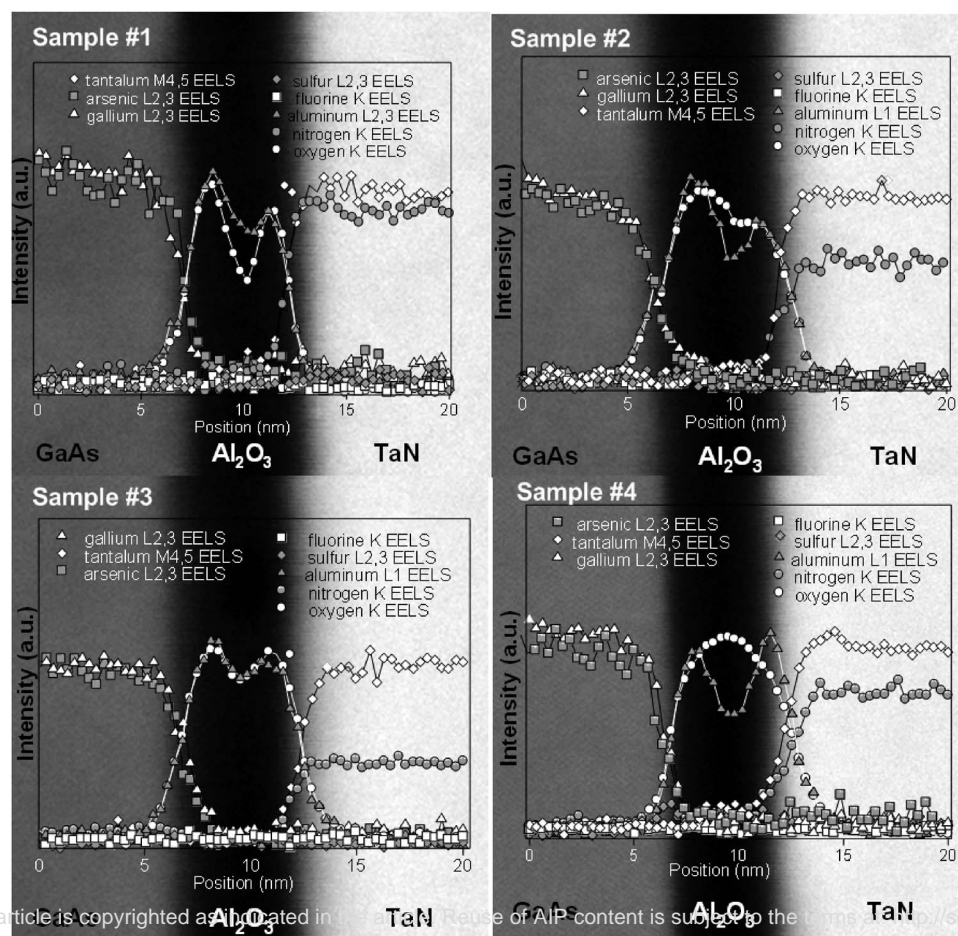 Sample #1
tantalum M4,5 EELS
arsenic L2,3 EELS
gallium L2,3 EELS
sulfur L2,3 EELS
fluorine K EELS
aluminum L2,3 EELS
nitrogen K EELS
oxygen K EELS
Intensity (a.u.)
0 5 10 15 20
Position (nm)
GaAs Al2O3 TaN
Sample #2
arsenic L2,3 EELS
gallium L2,3 EELS
tantalum M4,5 EELS
sulfur L2,3 EELS
fluorine K EELS
aluminum L1 EELS
nitrogen K EELS
oxygen K EELS
Intensity (a.u.)
0 5 10 15 20
Position (nm)
GaAs Al2O3 TaN
Sample #3
gallium L2,3 EELS
tantalum M4,5 EELS
arsenic L2,3 EELS
fluorine K EELS
sulfur L2,3 EELS
aluminum L1 EELS
nitrogen K EELS
oxygen K EELS
Intensity (a.u.)
0 5 10 15 20
Position (nm)
GaAs Al2O3 TaN
Sample #4
arsenic L2,3 EELS
tantalum M4,5 EELS
gallium L2,3 EELS
fluorine K EELS
sulfur L2,3 EELS
aluminum L1 EELS
nitrogen K EELS
oxygen K EELS
Intensity (a.u.)
0 5 10 15 20
Position (nm)
GaAs Al2O3 TaN
article is copyrighted as indicated in Reuse of AIP content is subject to the terms